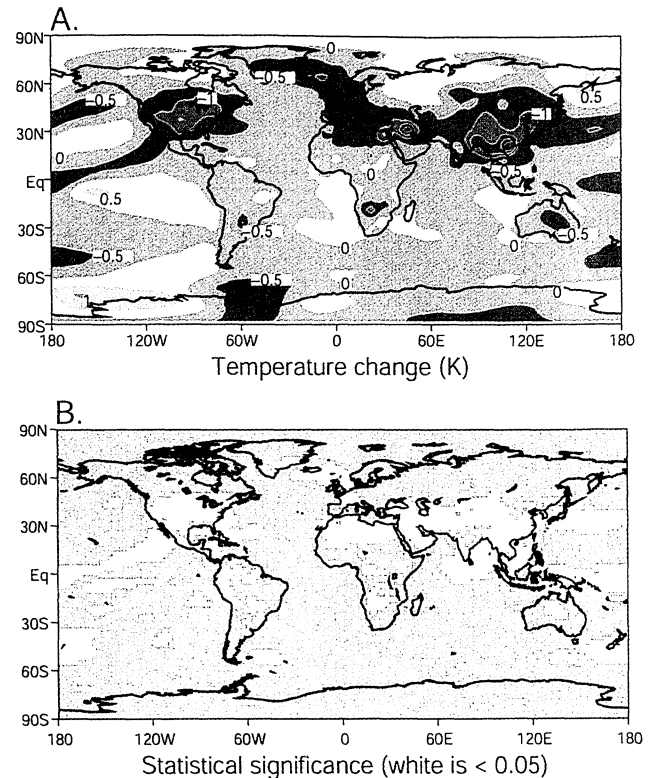 A.
90N
60N
30N
Eq
30S
60S
90S
0
-0.5
-0.5
-1
-1
0.5
0
0
-0.5
0.5
-0.5
-0.5
0
0
-0.5
-0.5
0
1
0
180
120W
60W
0
60E
120E
180
Temperature change (K)
B.
90N
60N
30N
Eq
30S
60S
90S
180
120W
60W
0
60E
120E
180
Statistical significance (white is < 0.05)